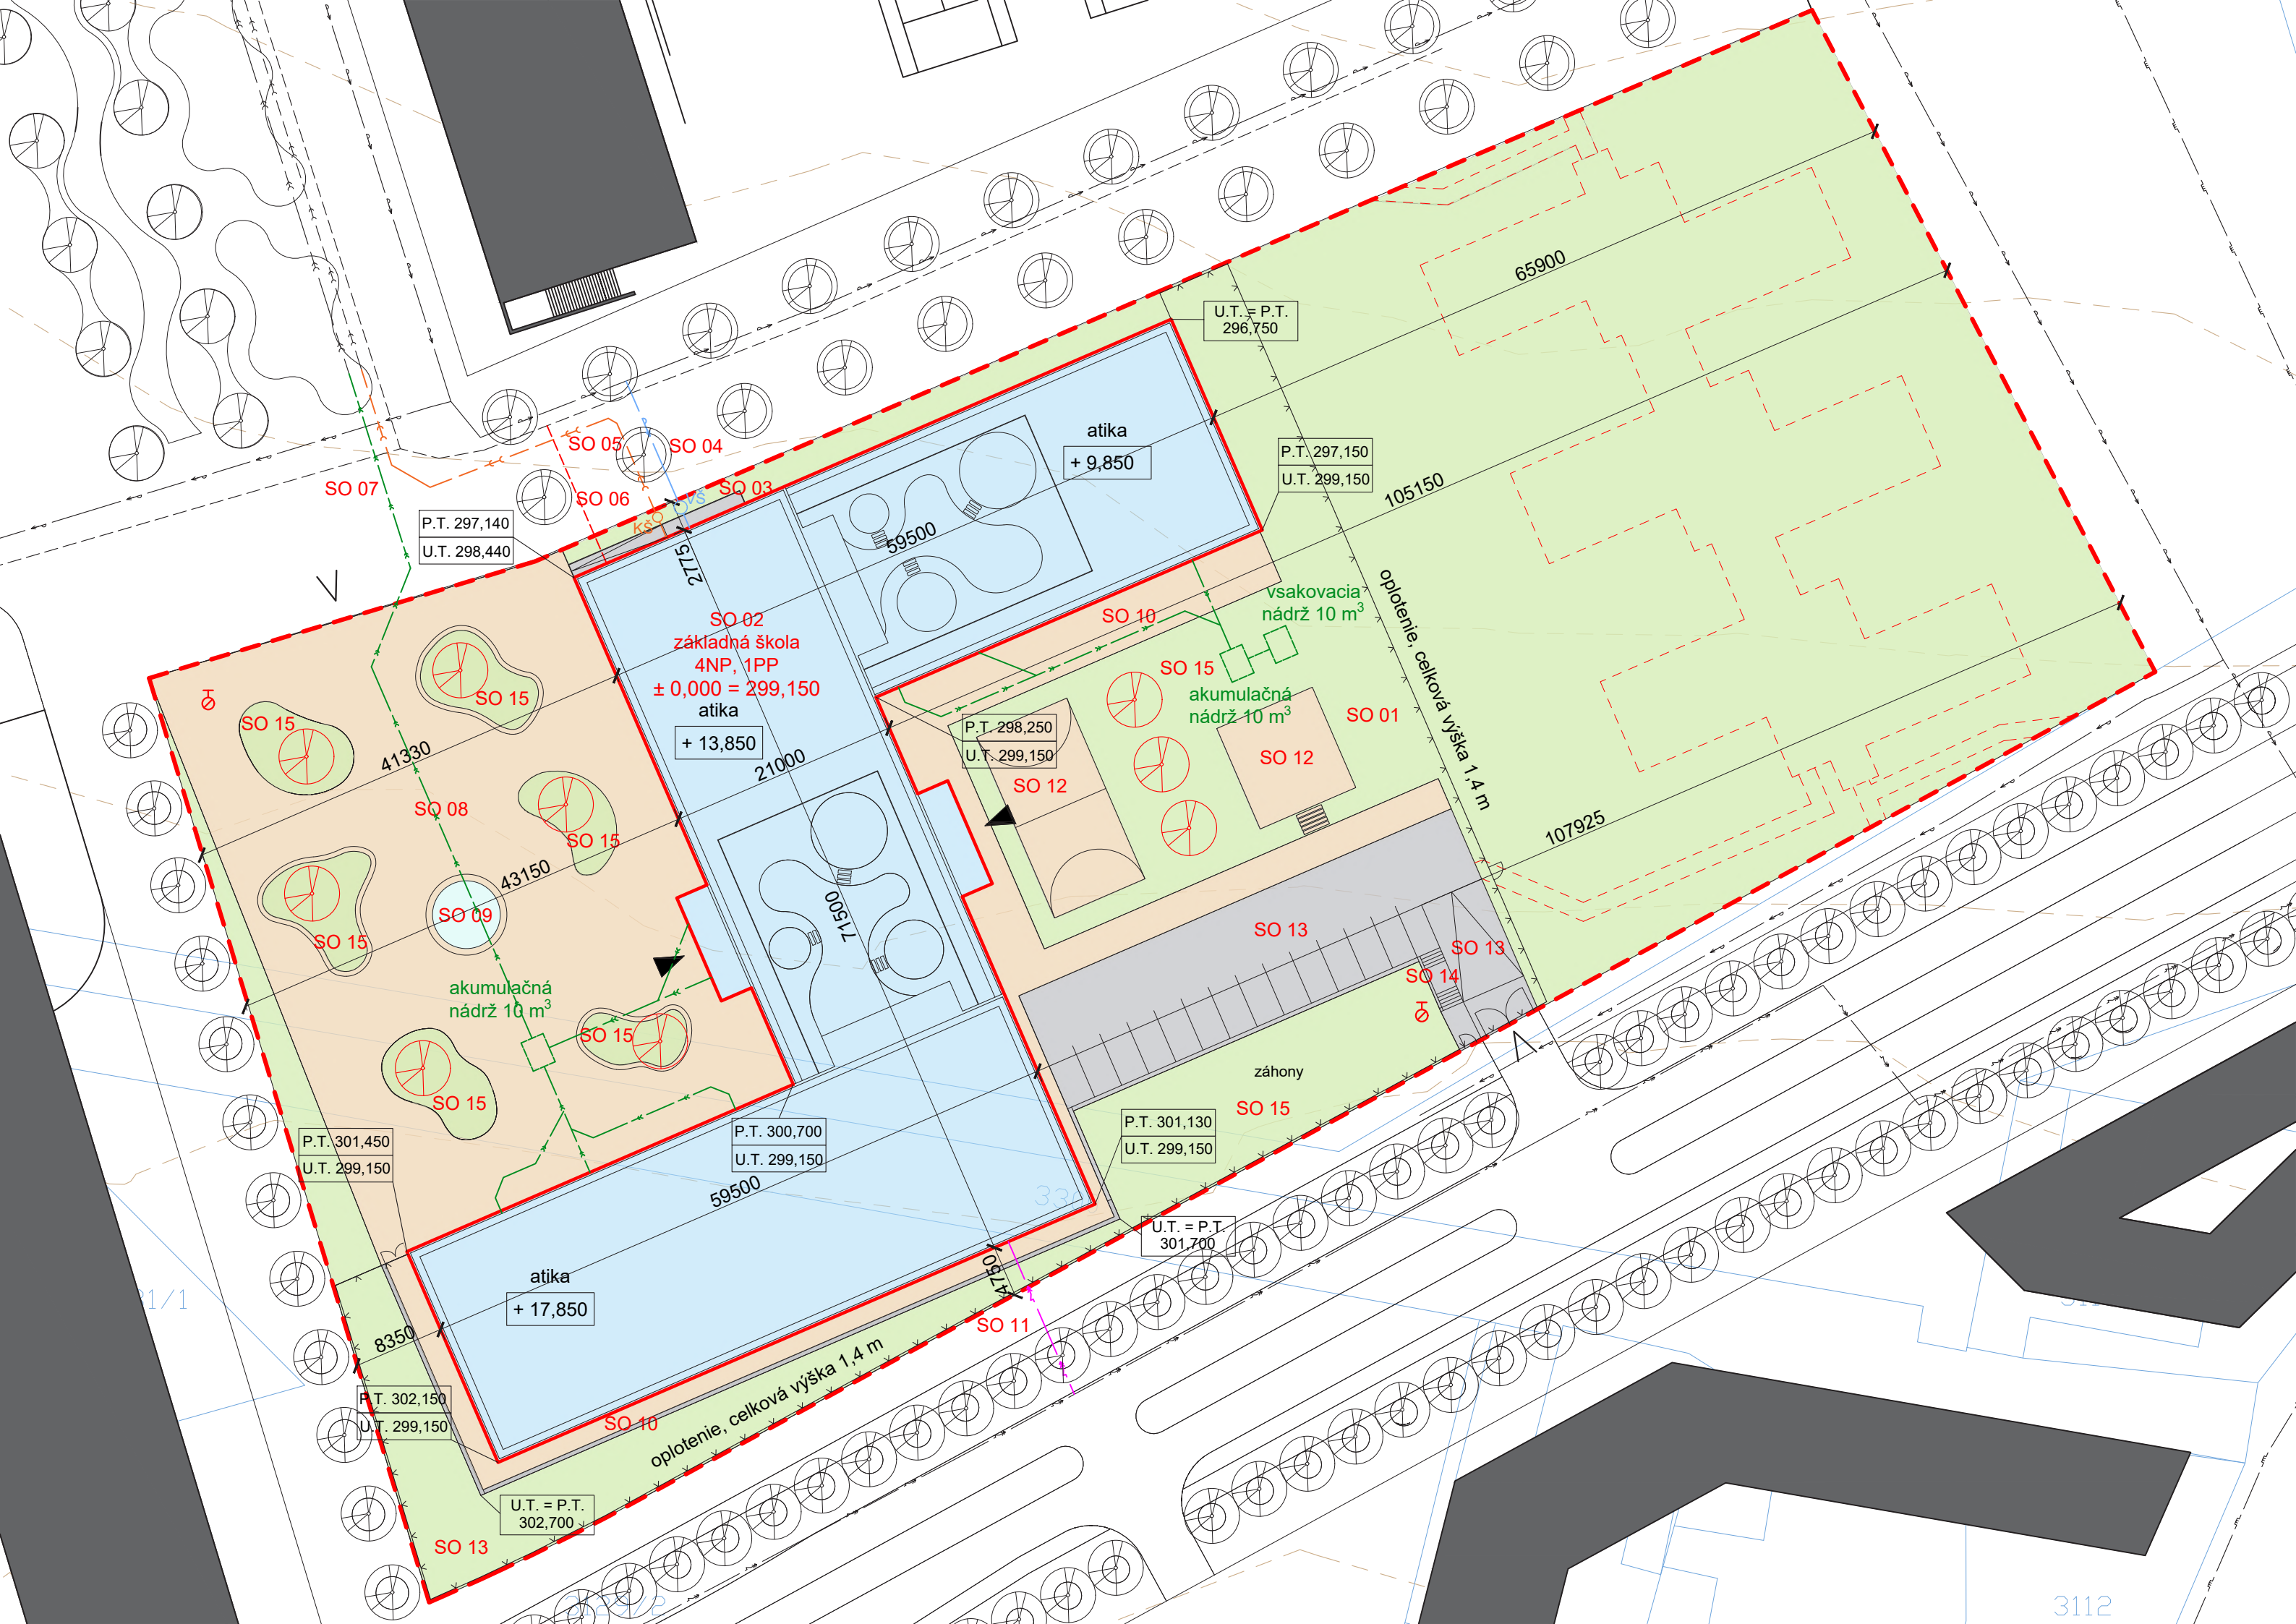 65900
U.T. = P.T.
296,750
atika
+ 9,850
P.T. 297,150
U.T. 299,150
105150
SO 05
SO 04
SO 07
SO 06
SO 03
VŠ
KŠ
P.T. 297,140
U.T. 298,440
2775
59500
oplotenie, celková výška 1,4 m
vsakovacia
nádrž 10 m³
SO 10
SO 02
základná škola
4NP, 1PP
± 0,000 = 299,150
atika
+ 13,850
SO 15
akumulačná
nádrž 10 m³
SO 01
SO 15
SO 15
P.T. 298,250
U.T. 299,150
41330
21000
SO 12
SO 12
SO 08
107925
SO 15
43150
SO 09
71500
SO 15
SO 13
SO 13
SO 14
akumulačná
nádrž 10 m³
SO 15
záhony
SO 15
SO 15
P.T. 301,450
U.T. 299,150
P.T. 300,700
U.T. 299,150
P.T. 301,130
U.T. 299,150
59500
U.T. = P.T.
301,700
atika
+ 17,850
14750
SO 11
8350
oplotenie, celková výška 1,4 m
P.T. 302,150
U.T. 299,150
SO 10
U.T. = P.T.
302,700
SO 13
3112